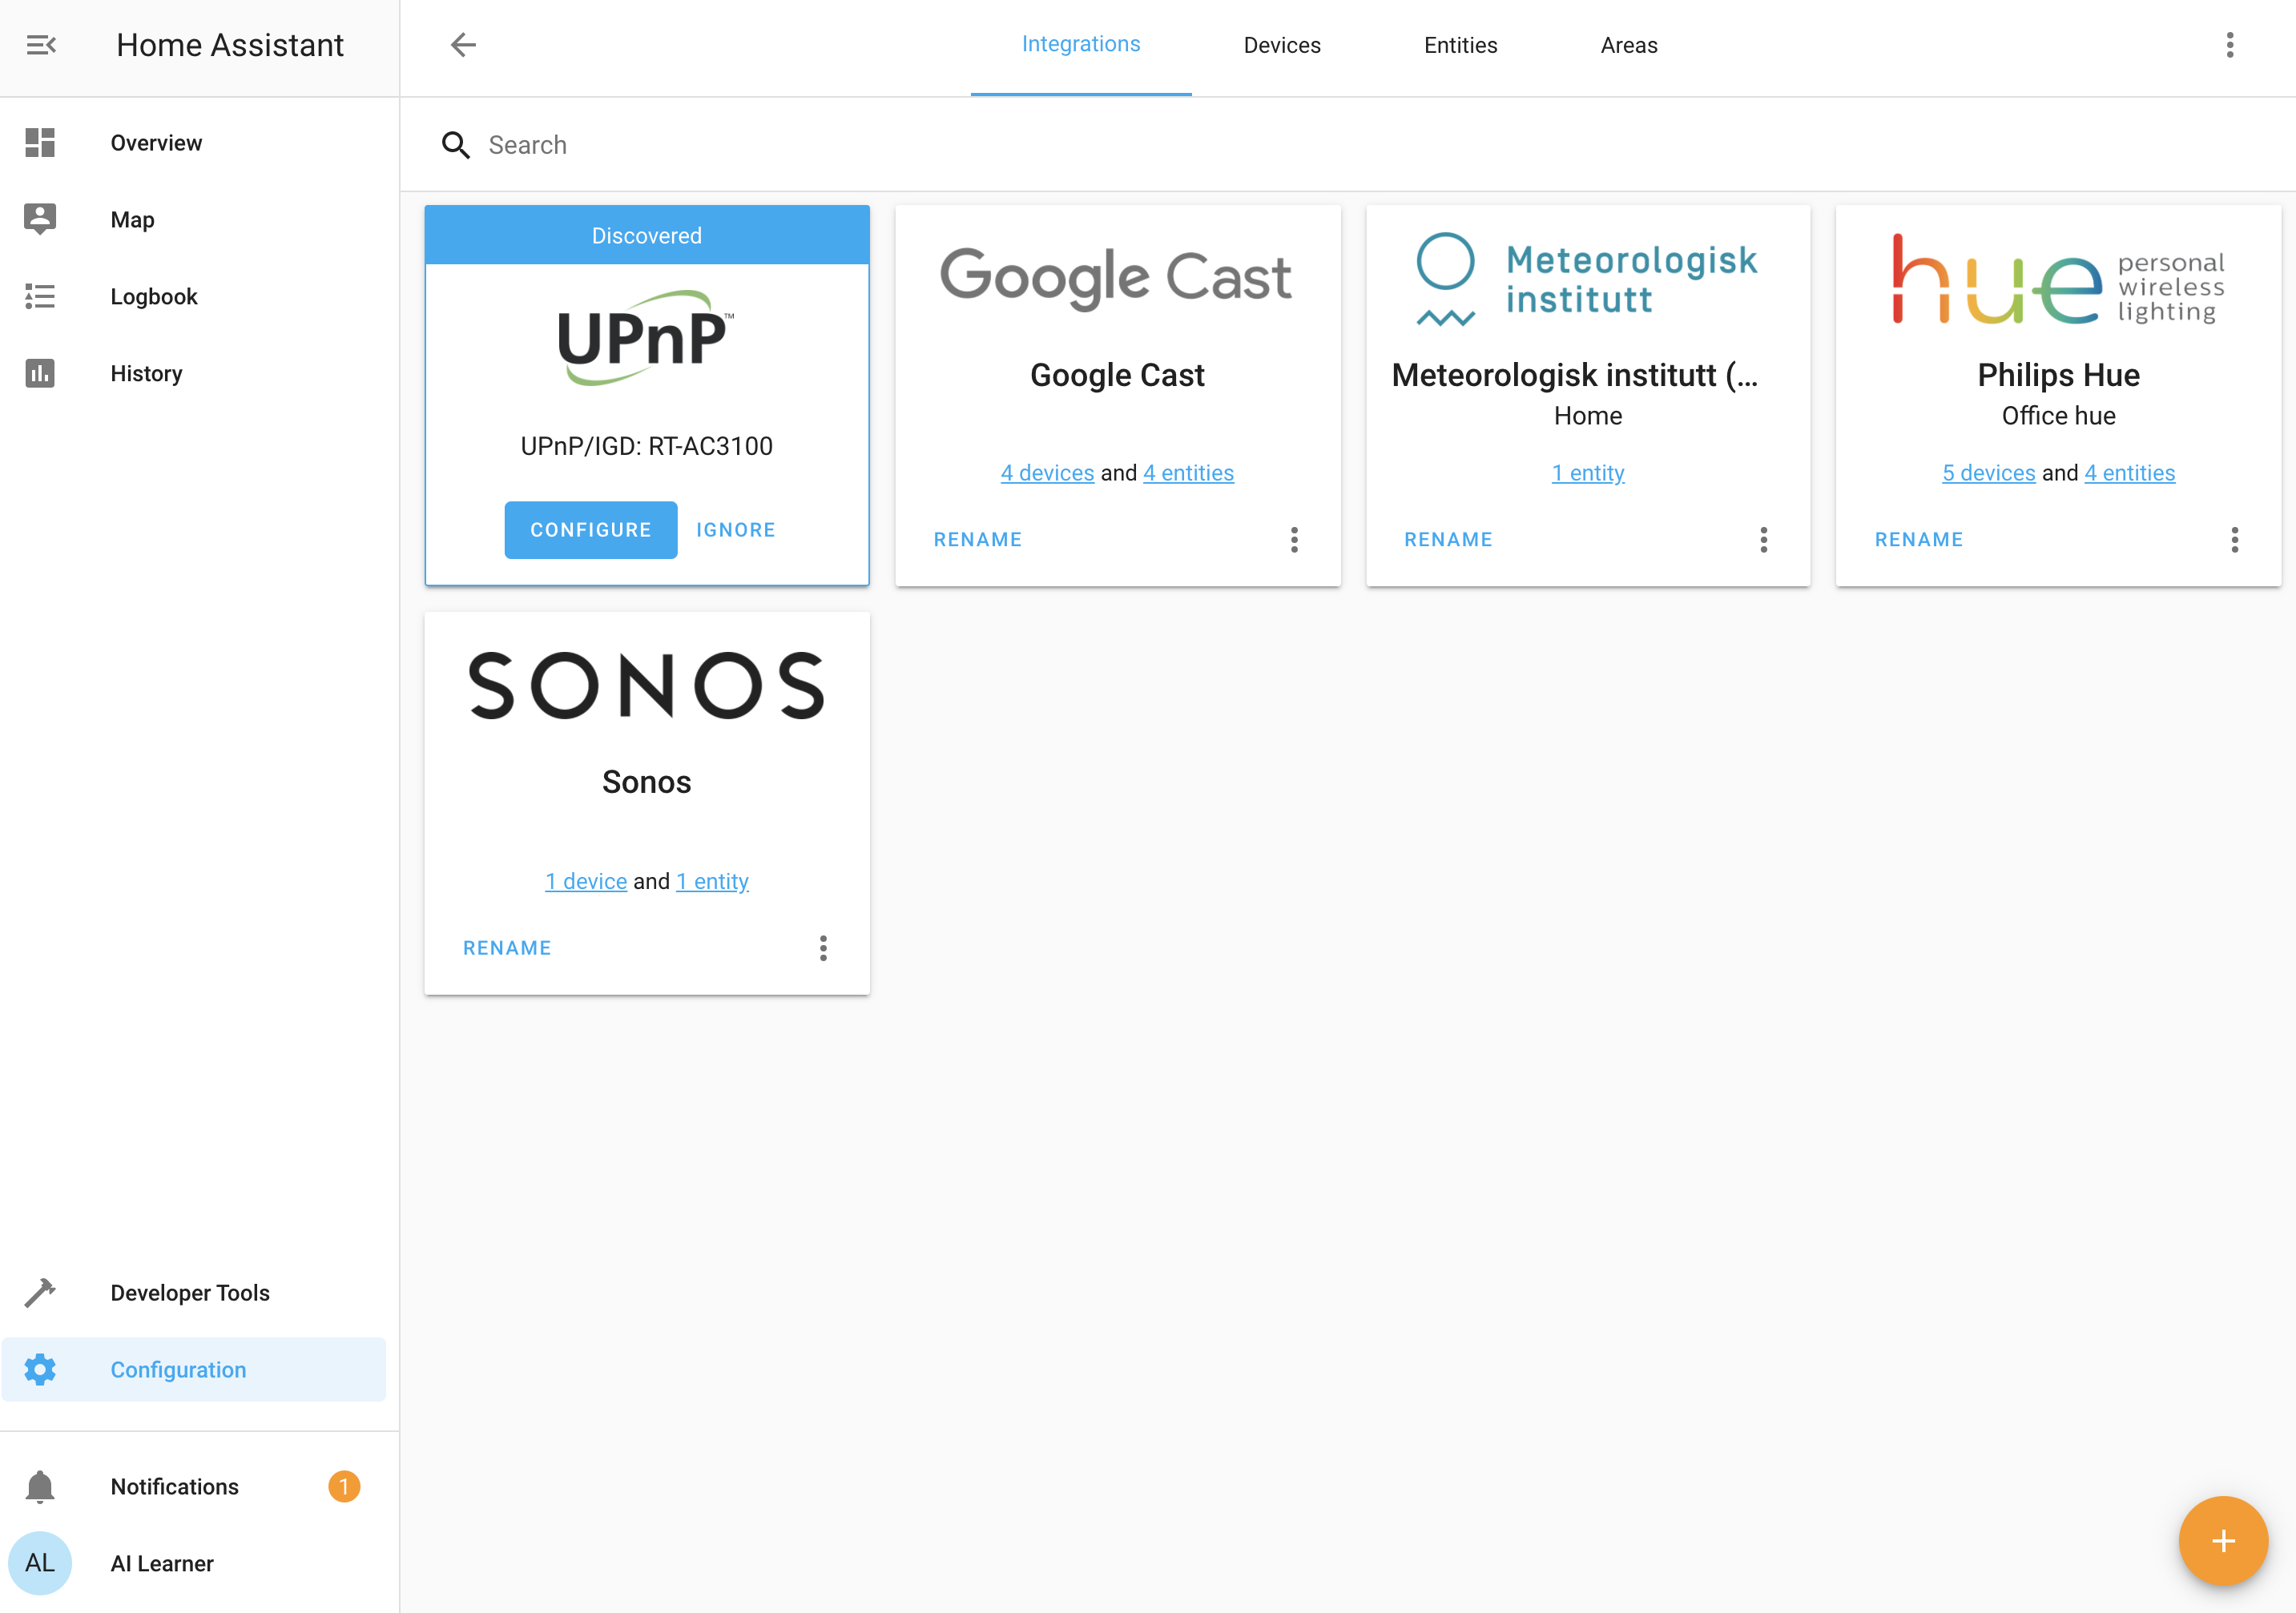 Home Assistant
Integrations Devices Entities Areas
Overview
Map
Logbook
History
Developer Tools
Configuration
Notifications 1
AL AI Learner
Search
Discovered
UPnP™
UPnP/IGD: RT-AC3100
CONFIGURE IGNORE
Google Cast
Google Cast
4 devices and 4 entities
RENAME
Meteorologisk
institutt
Meteorologisk institutt (...
Home
1 entity
RENAME
hue personal
wireless
lighting
Philips Hue
Office hue
5 devices and 4 entities
RENAME
SONOS
Sonos
1 device and 1 entity
RENAME